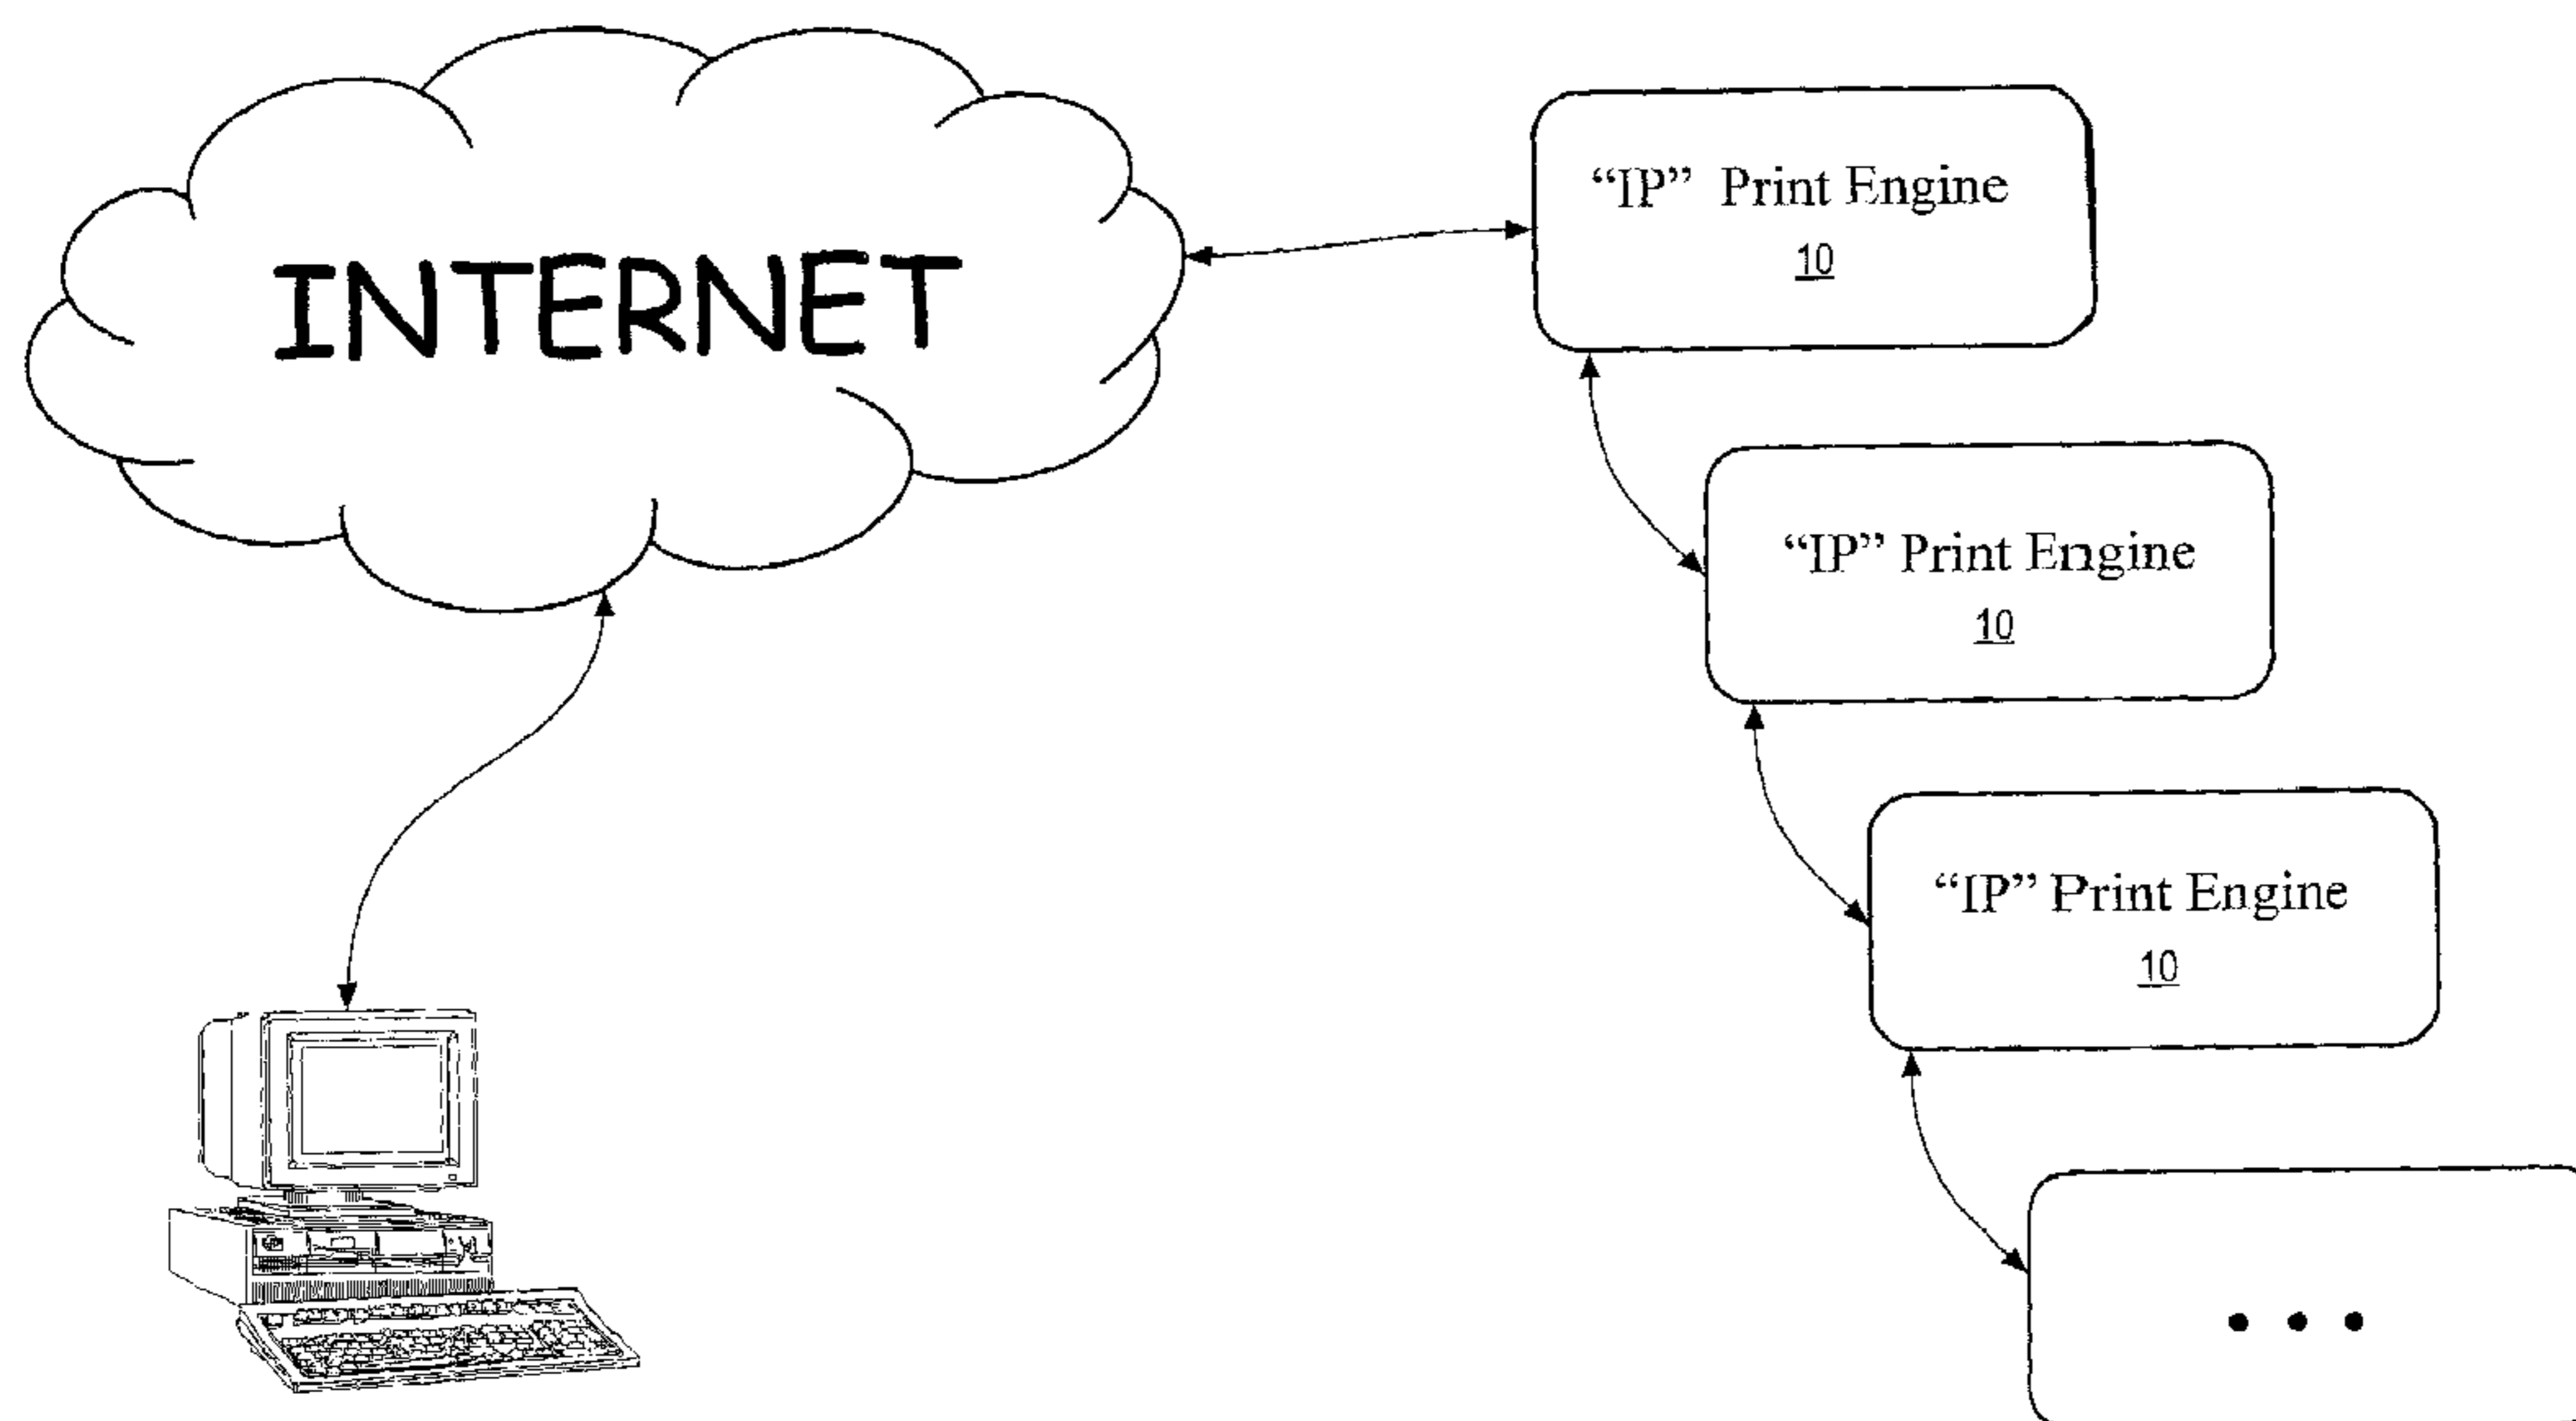 INTERNET
“IP” Print Engine
10
“IP” Print Engine
10
“IP” Print Engine
10
• • •